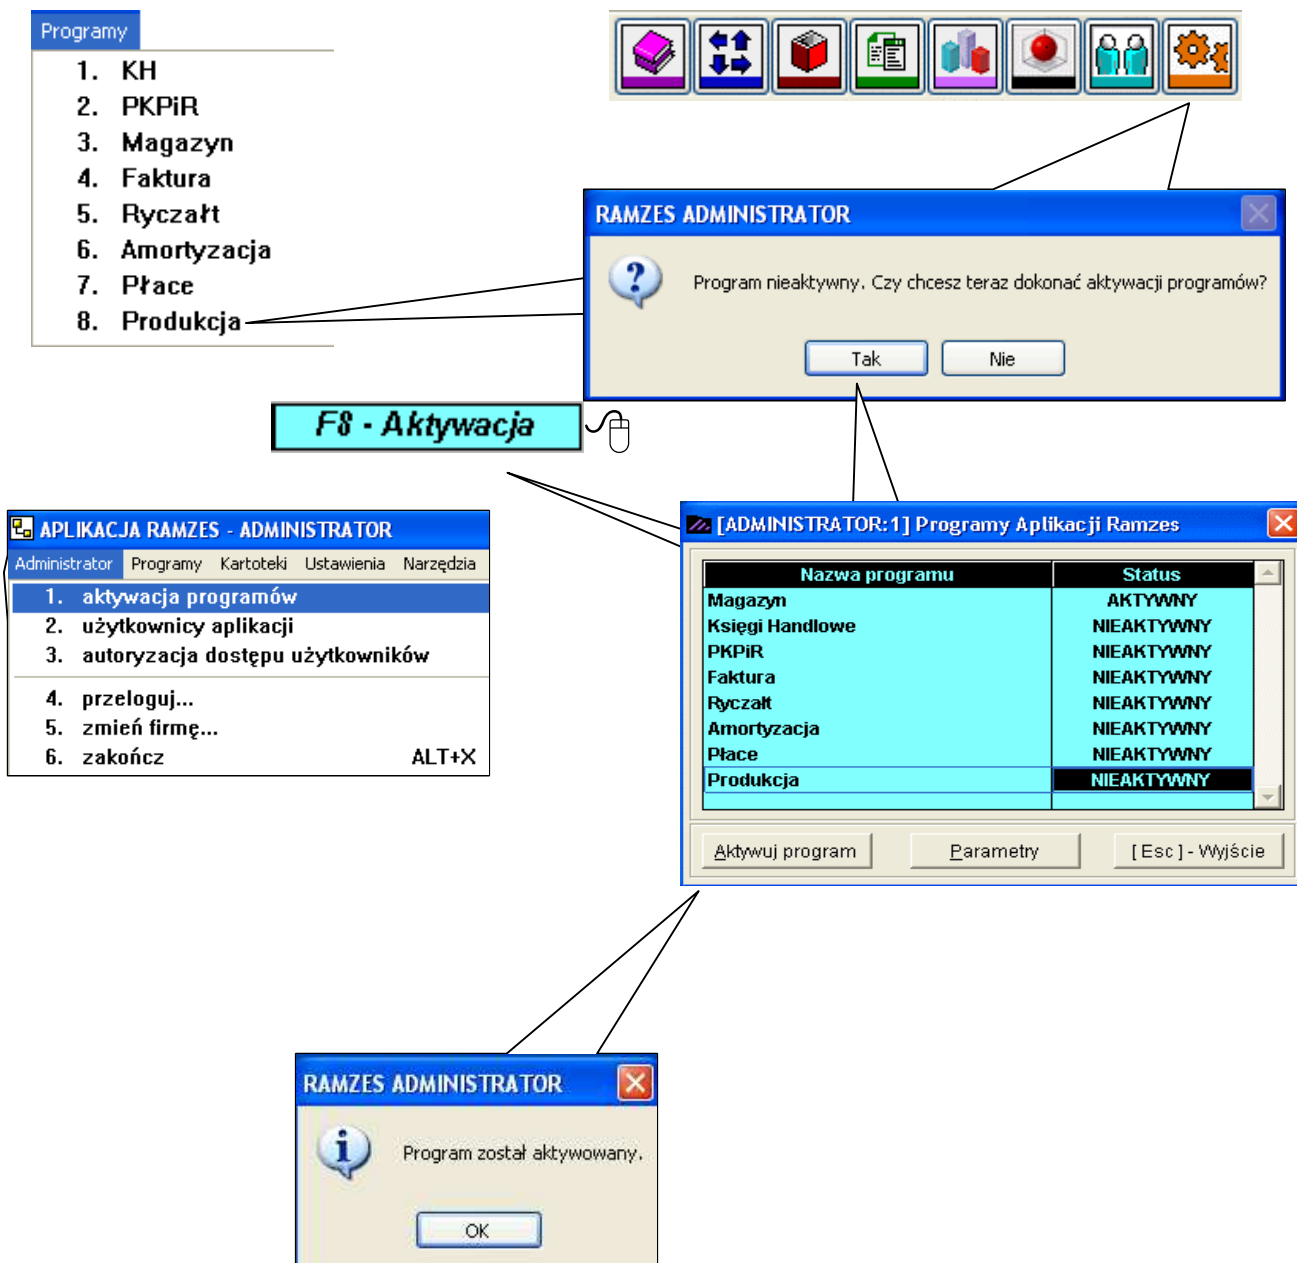 Programy
1. KH
2. PKPiR
3. Magazyn
4. Faktura
5. Ryczałt
6. Amortyzacja
7. Płace
8. Produkcja
RAMZES ADMINISTRATOR
Program nieaktywny. Czy chcesz teraz dokonać aktywacji programów?
Tak Nie
F8 - Aktywacja
APLIKACJA RAMZES - ADMINISTRATOR
Administrator Programy Kartoteki Ustawienia Narzędzia
1. aktywacja programów
2. użytkownicy aplikacji
3. autoryzacja dostępu użytkowników
4. przeloguj...
5. zmień firmę...
6. zakończ ALT+X
[ADMINISTRATOR:1] Programy Aplikacji Ramzes
Nazwa programu Status
Magazyn AKTYWNY
Księgi Handlowe NIEAKTYWNY
PKPiR NIEAKTYWNY
Faktura NIEAKTYWNY
Ryczałt NIEAKTYWNY
Amortyzacja NIEAKTYWNY
Płace NIEAKTYWNY
Produkcja NIEAKTYWNY
Aktywuj program Parametry [ Esc ] - Wyjście
RAMZES ADMINISTRATOR
Program został aktywowany.
OK